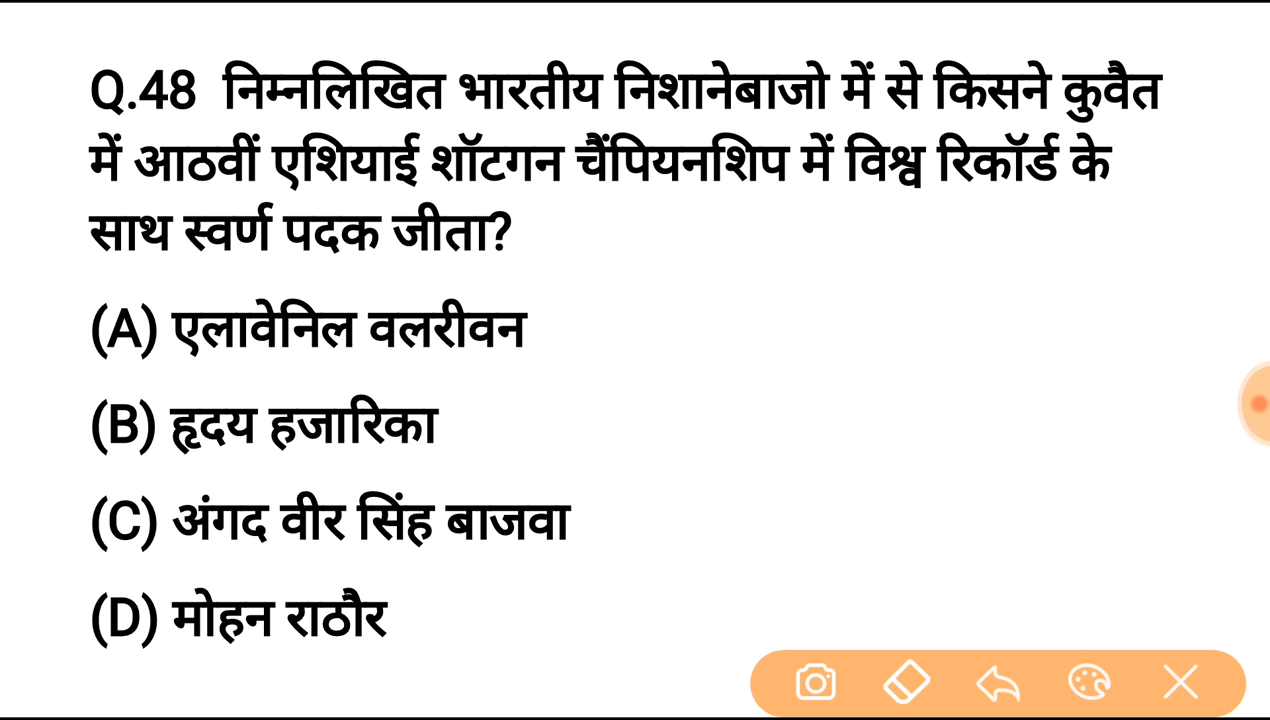 Q.48 निम्नलिखित भारतीय निशानेबाजो में से किसने कुवैत
में आठवीं एशियाई शॉटगन चैंपियनशिप में विश्व रिकॉर्ड के
साथ स्वर्ण पदक जीता?
(A) एलावेनिल वलरीवन
(B) हृदय हजारिका
(C) अंगद वीर सिंह बाजवा
(D) मोहन राठौर